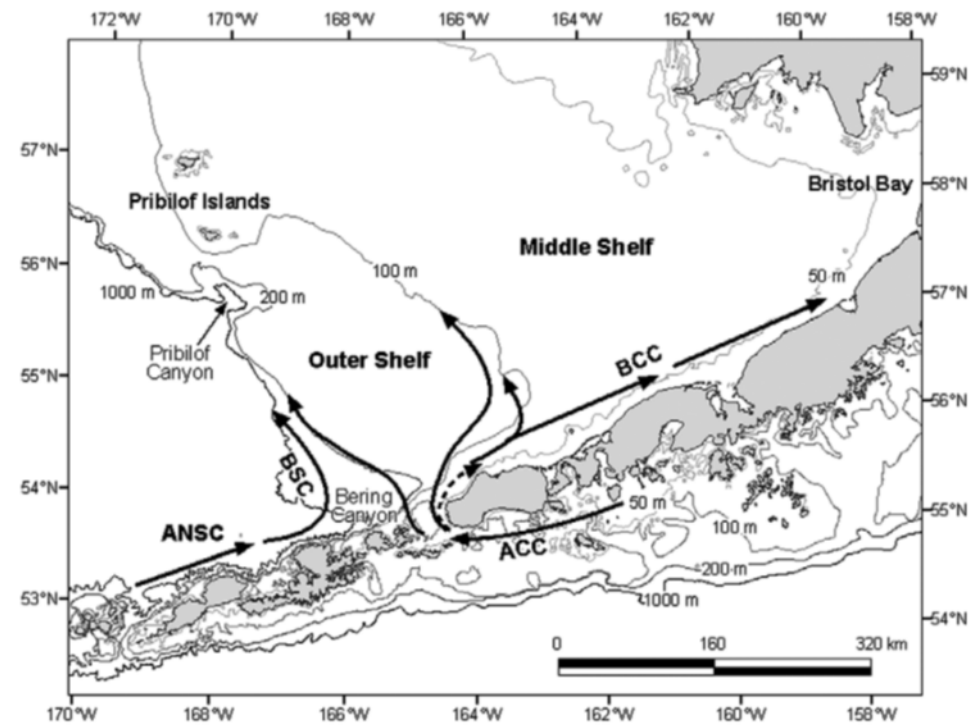 172°W 170°W 168°W 166°W 164°W 162°W 160°W 158°W
59°N
57°N
58°N
Bristol Bay
Pribilof Islands
Middle Shelf
56°N
100 m
50 m
57°N
1000 m
200 m
Pribilof
Canyon
Outer Shelf
BCC
55°N
56°N
BSC
54°N
Bering
Canyon
50 m
55°N
ANSC
100 m
ACC
200 m
53°N
1000 m
54°N
0 160 320 km
170°W 168°W 166°W 164°W 162°W 160°W 158°W